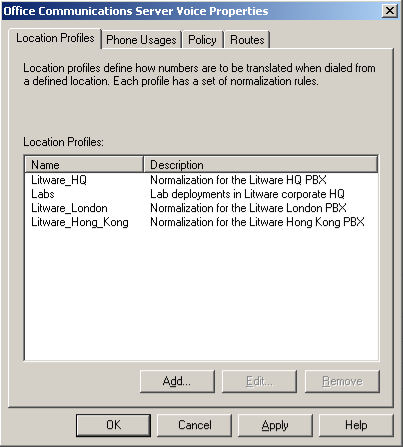 Office Communications Server Voice Properties
Location Profiles Phone Usages Policy Routes
Location profiles define how numbers are to be translated when dialed from
a defined location. Each profile has a set of normalization rules.
Location Profiles:
Name Description
Litware_HQ Normalization for the Litware HQ PBX
Labs Lab deployments in Litware corporate HQ
Litware_London Normalization for the Litware London PBX
Litware_Hong_Kong Normalization for the Litware Hong Kong PBX
Add... Edit... Remove
OK Cancel Apply Help